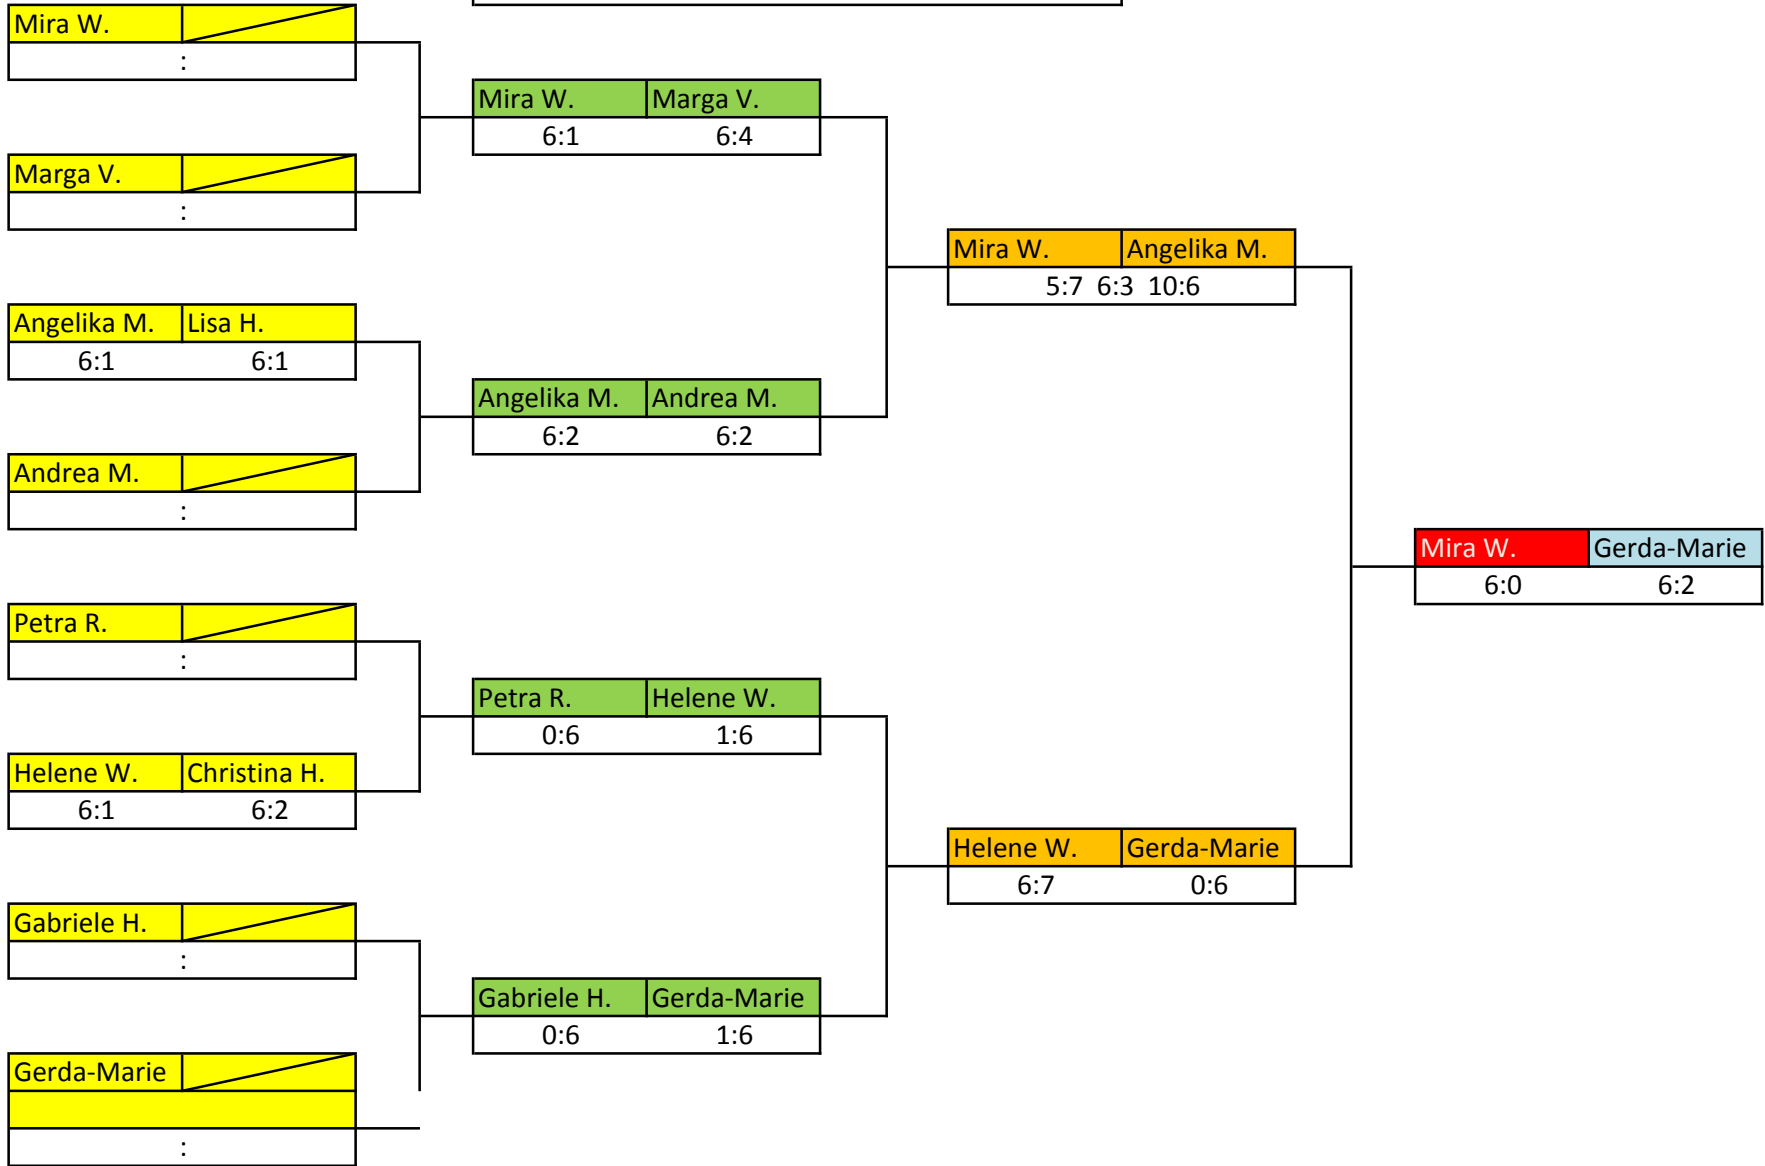 Mira W.
:
Marga V.
:
Angelika M. Lisa H.
6:1 6:1
Andrea M.
:
Petra R.
:
Helene W. Christina H.
6:1 6:2
Gabriele H.
:
Gerda-Marie
:
Mira W. Marga V.
6:1 6:4
Angelika M. Andrea M.
6:2 6:2
Petra R. Helene W.
0:6 1:6
Gabriele H. Gerda-Marie
0:6 1:6
Mira W. Angelika M.
5:7 6:3 10:6
Helene W. Gerda-Marie
6:7 0:6
Mira W. Gerda-Marie
6:0 6:2